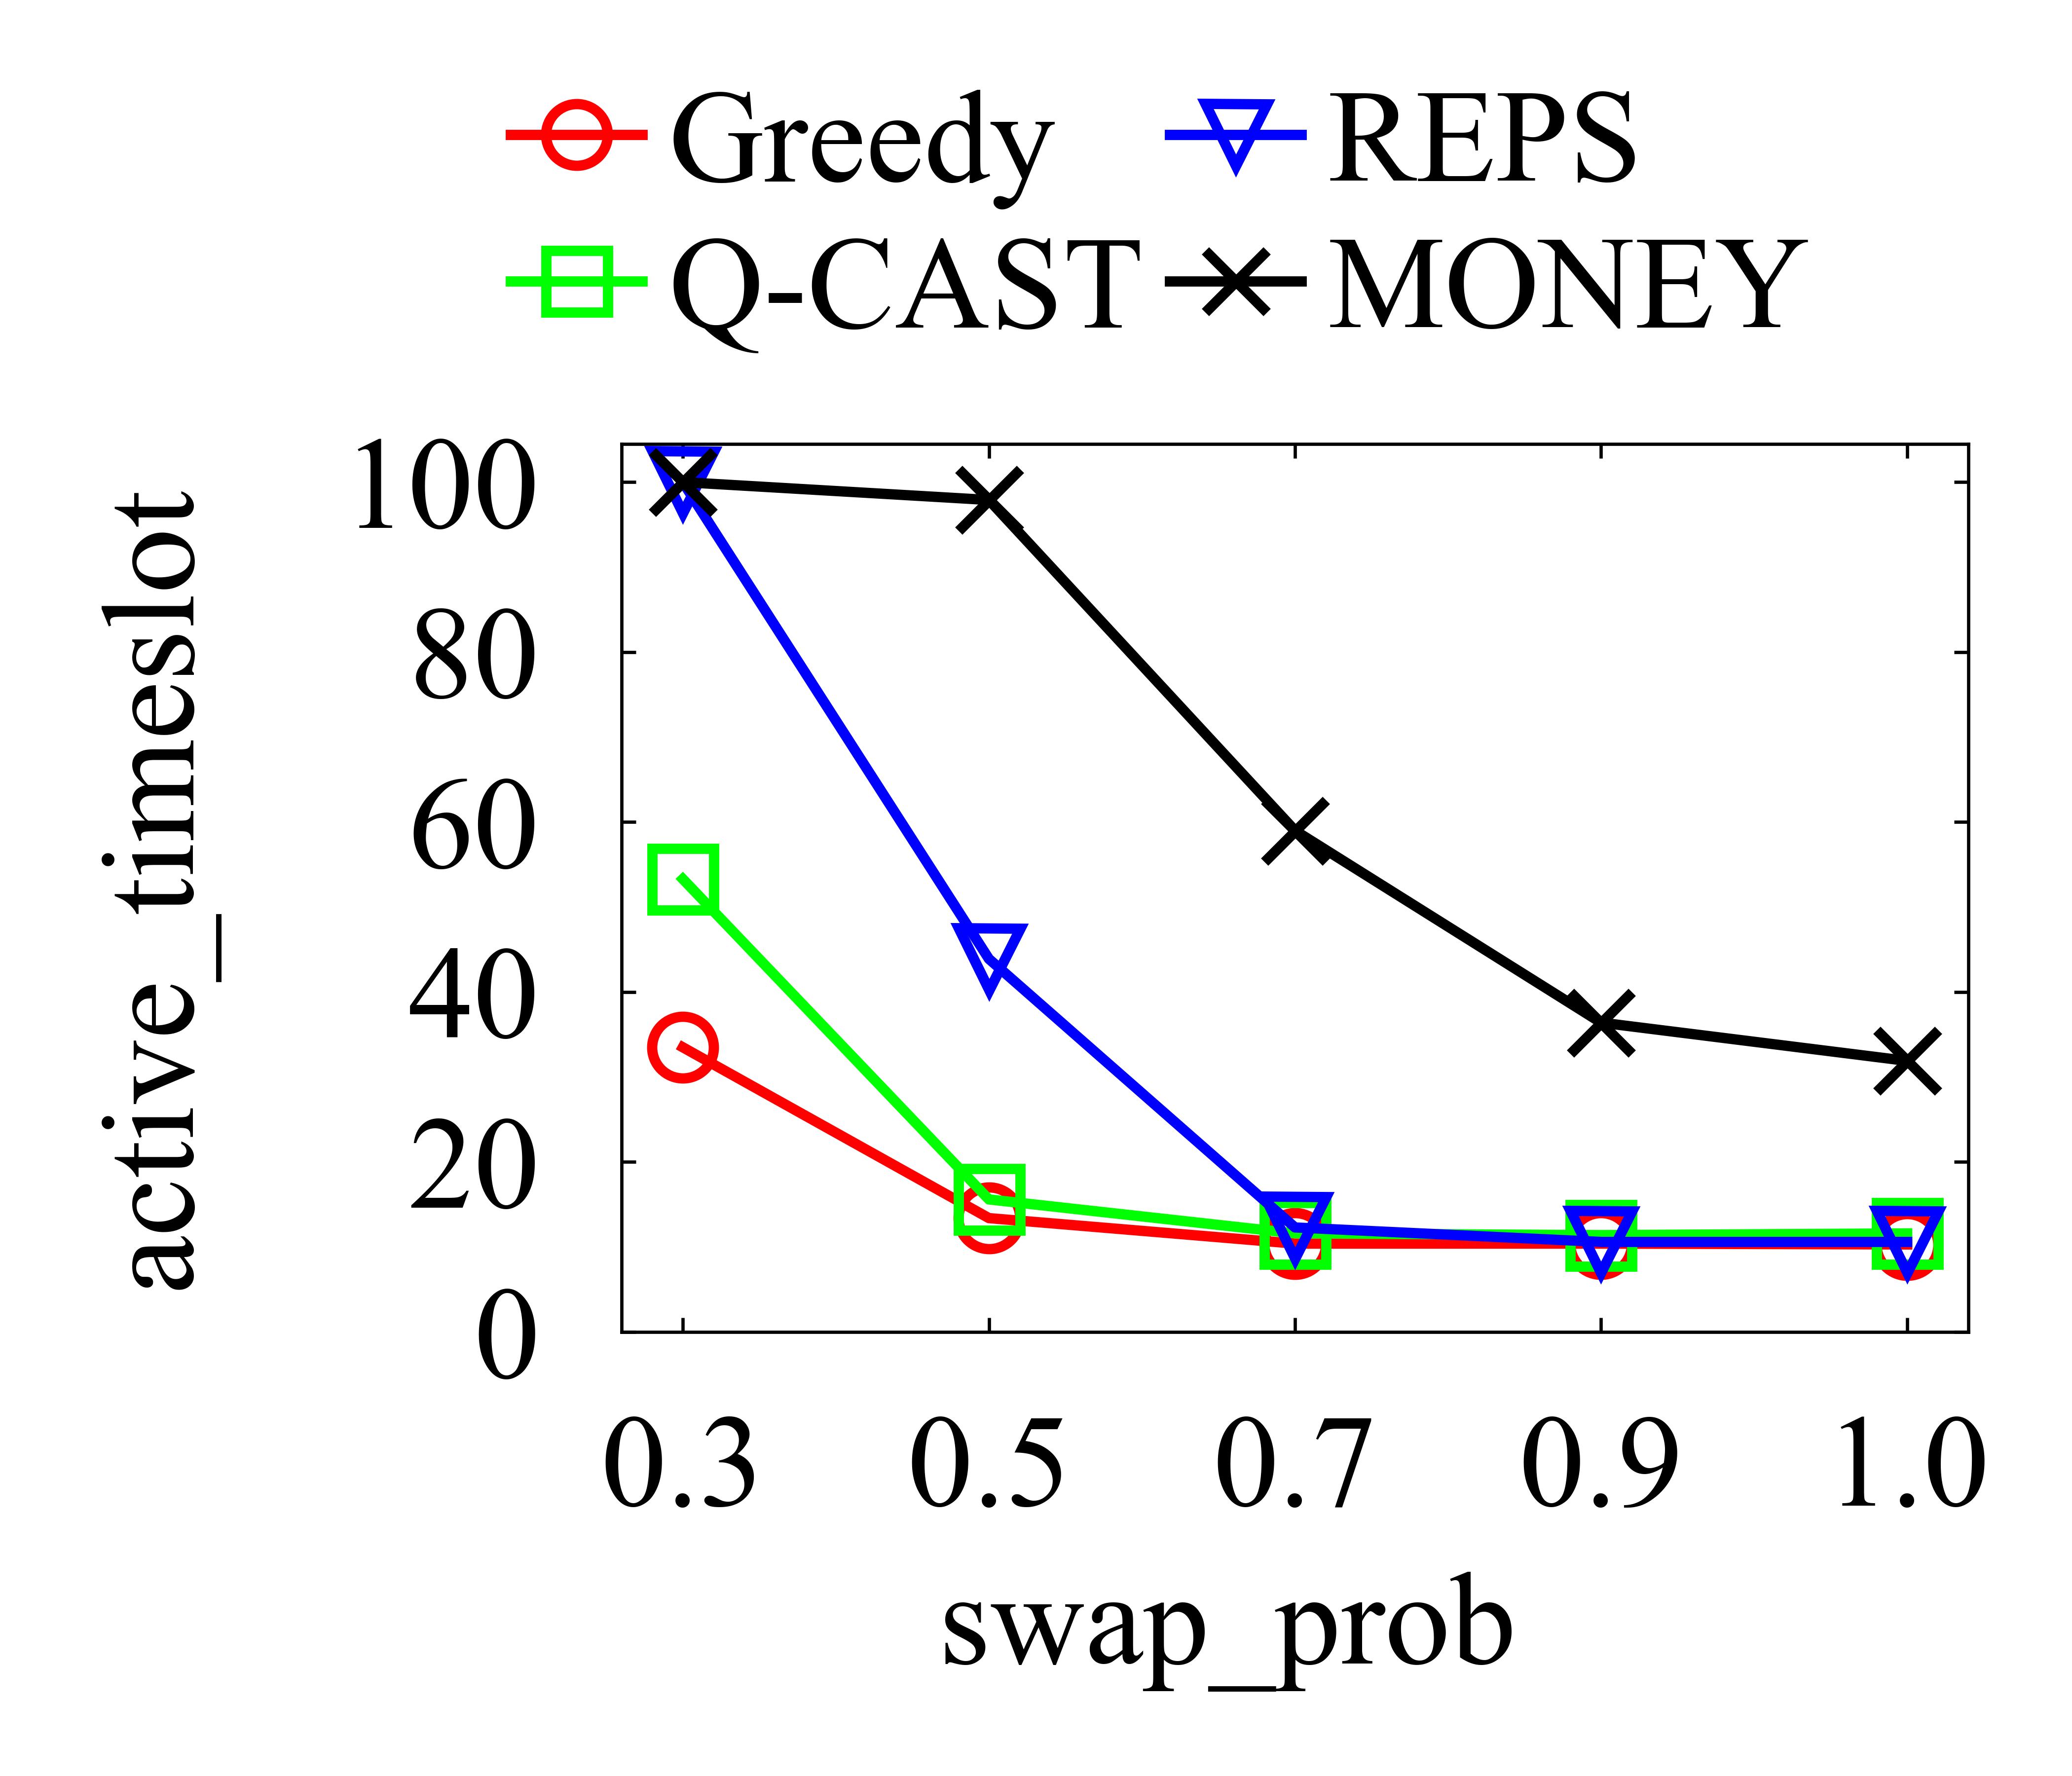 Greedy REPS
Q-CAST MONEY
100
80
60
40
20
0
active_timeslot
0.3 0.5 0.7 0.9 1.0
swap_prob